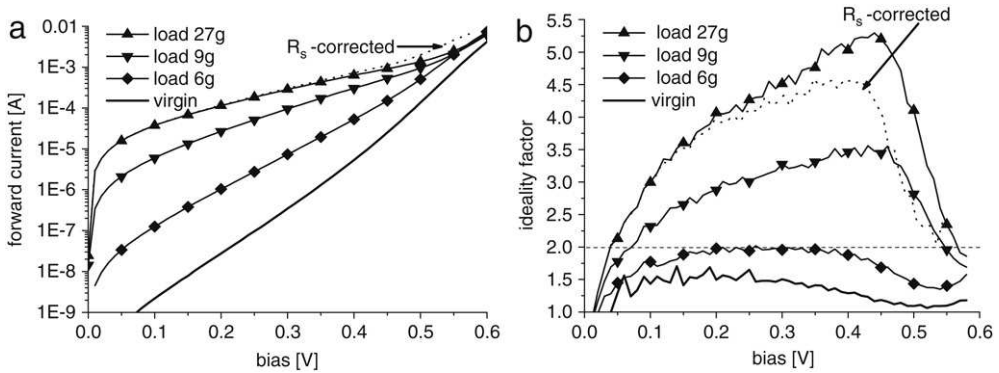 a
0.01
1E-3
1E-4
1E-5
1E-6
1E-7
1E-8
1E-9
forward current [A]
load 27g
load 9g
load 6g
virgin
Rs -corrected
0.0 0.1 0.2 0.3 0.4 0.5 0.6
bias [V]
b
5.5
5.0
4.5
4.0
3.5
3.0
2.5
2.0
1.5
1.0
ideality factor
load 27g
load 9g
load 6g
virgin
Rs -corrected
0.0 0.1 0.2 0.3 0.4 0.5 0.6
bias [V]